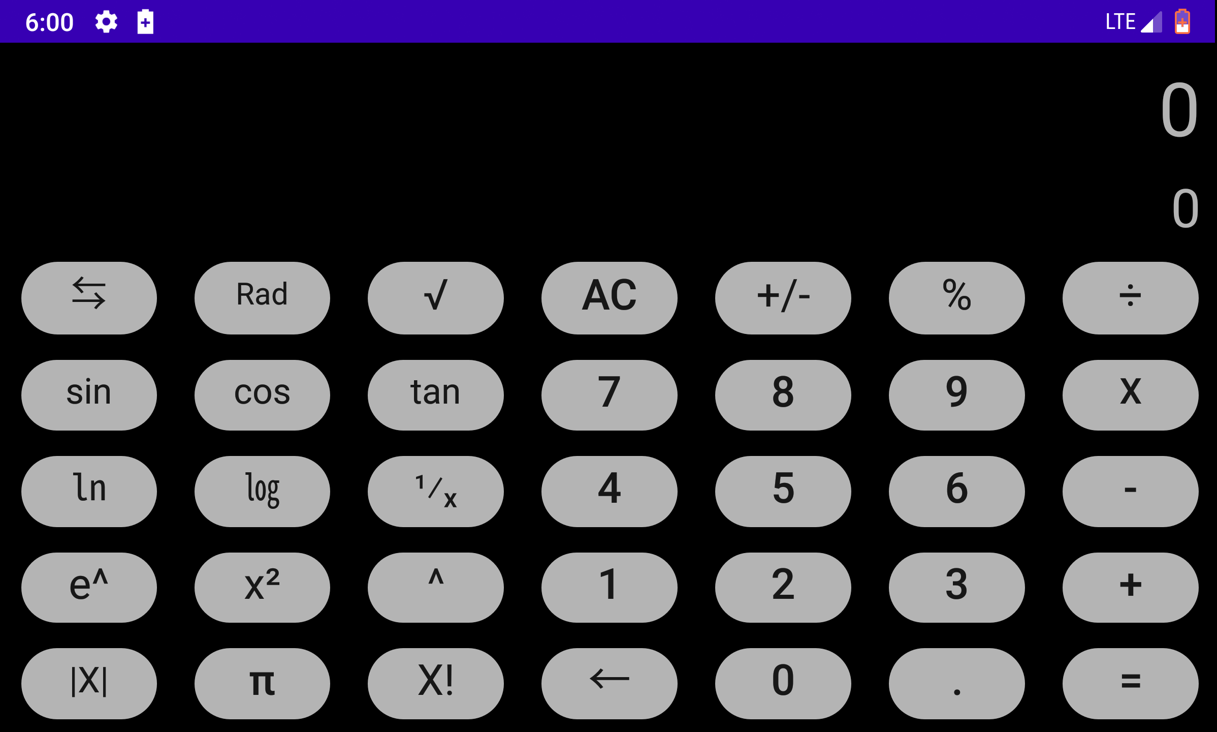 6:00 LTE
0
0
⇆ Rad √ AC +/- % ÷
sin cos tan 7 8 9 X
ln log ¹/x 4 5 6 -
e^ x² ^ 1 2 3 +
|X| π X! ← 0 . =